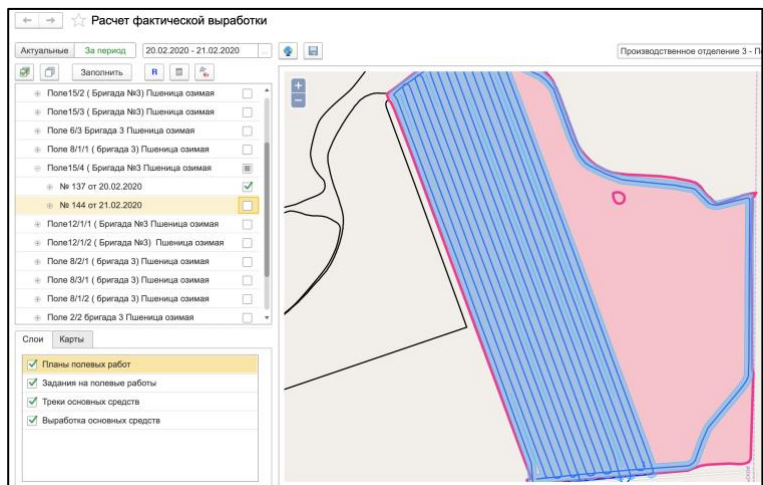 Расчет фактической выработки
Актуальные За период 20.02.2020 - 21.02.2020 ... Производственное отделение 3 - П
Заполнить R
Поле15/2 ( Бригада №3) Пшеница озимая
Поле15/3 ( Бригада №3) Пшеница озимая
Поле 6/3 Бригада 3 Пшеница озимая
Поле 8/1/1 ( бригада 3) Пшеница озимая
Поле15/4 ( Бригада №3 Пшеница озимая
№ 137 от 20.02.2020
№ 144 от 21.02.2020
Поле12/1/1 ( Бригада №3 Пшеница озимая
Поле12/1/2 ( Бригада №3) Пшеница озимая
Поле 8/2/1 ( бригада 3) Пшеница озимая
Поле 8/3/1 ( бригада 3) Пшеница озимая
Поле 8/1/2 ( бригада 3) Пшеница озимая
Поле 2/2 бригада 3 Пшеница озимая
Слои Карты
Планы полевых работ
Задания на полевые работы
Треки основных средств
Выработка основных средств